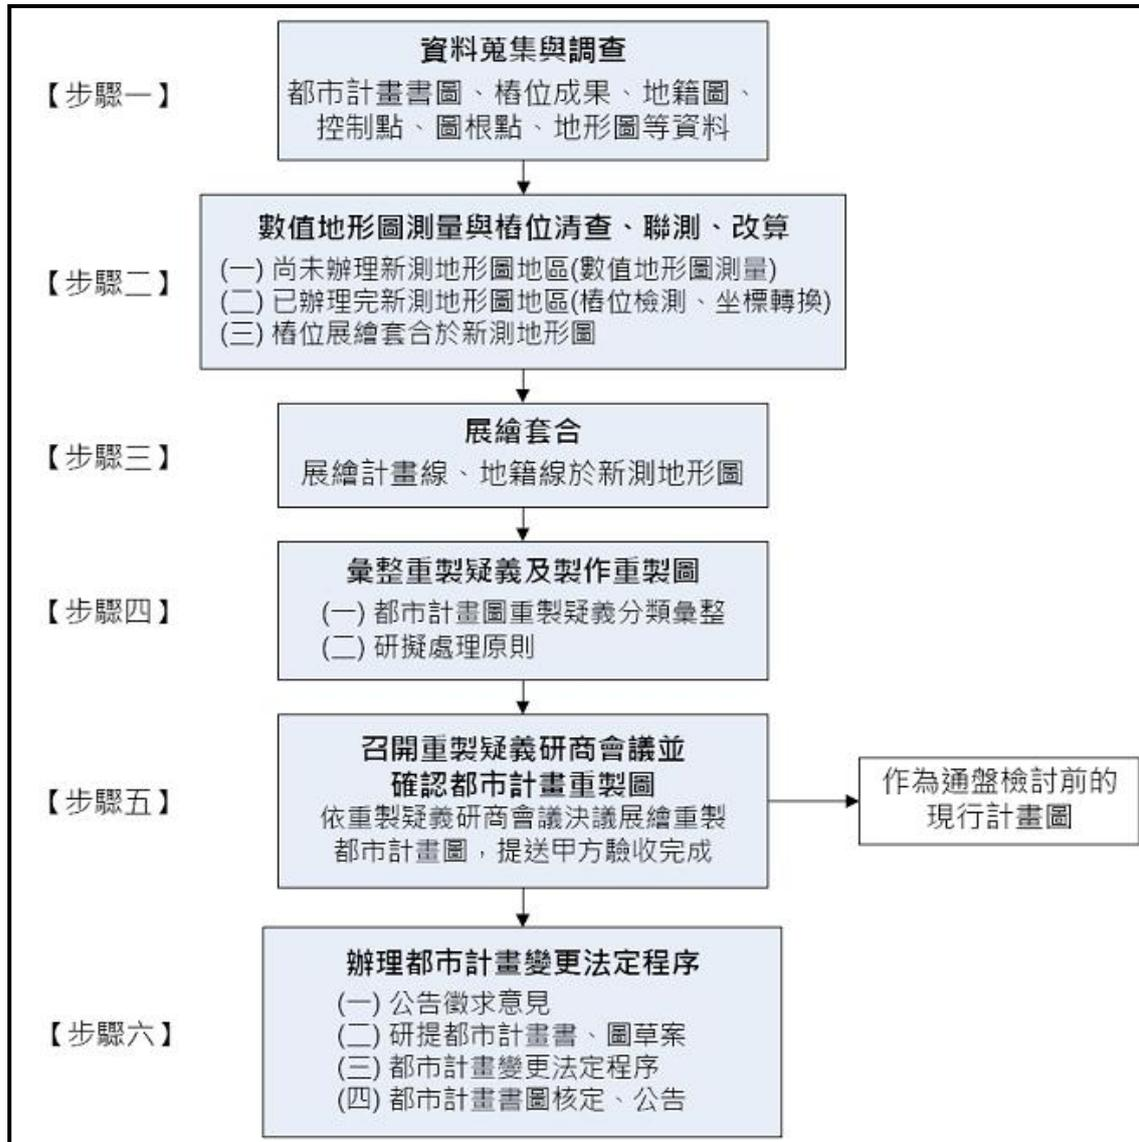 【步驟一】
資料蒐集與調查
都市計畫書圖、樁位成果、地籍圖、
控制點、圖根點、地形圖等資料
【步驟二】
數值地形圖測量與樁位清查、聯測、改算
(一) 尚未辦理新測地形圖地區(數值地形圖測量)
(二) 已辦理完新測地形圖地區(樁位檢測、坐標轉換)
(三) 樁位展繪套合於新測地形圖
【步驟三】
展繪套合
展繪計畫線、地籍線於新測地形圖
【步驟四】
彙整重製疑義及製作重製圖
(一) 都市計畫圖重製疑義分類彙整
(二) 研擬處理原則
【步驟五】
召開重製疑義研商會議並
確認都市計畫重製圖
依重製疑義研商會議決議展繪重製
都市計畫圖，提送甲方驗收完成
作為通盤檢討前的
現行計畫圖
【步驟六】
辦理都市計畫變更法定程序
(一) 公告徵求意見
(二) 研提都市計畫書、圖草案
(三) 都市計畫變更法定程序
(四) 都市計畫書圖核定、公告